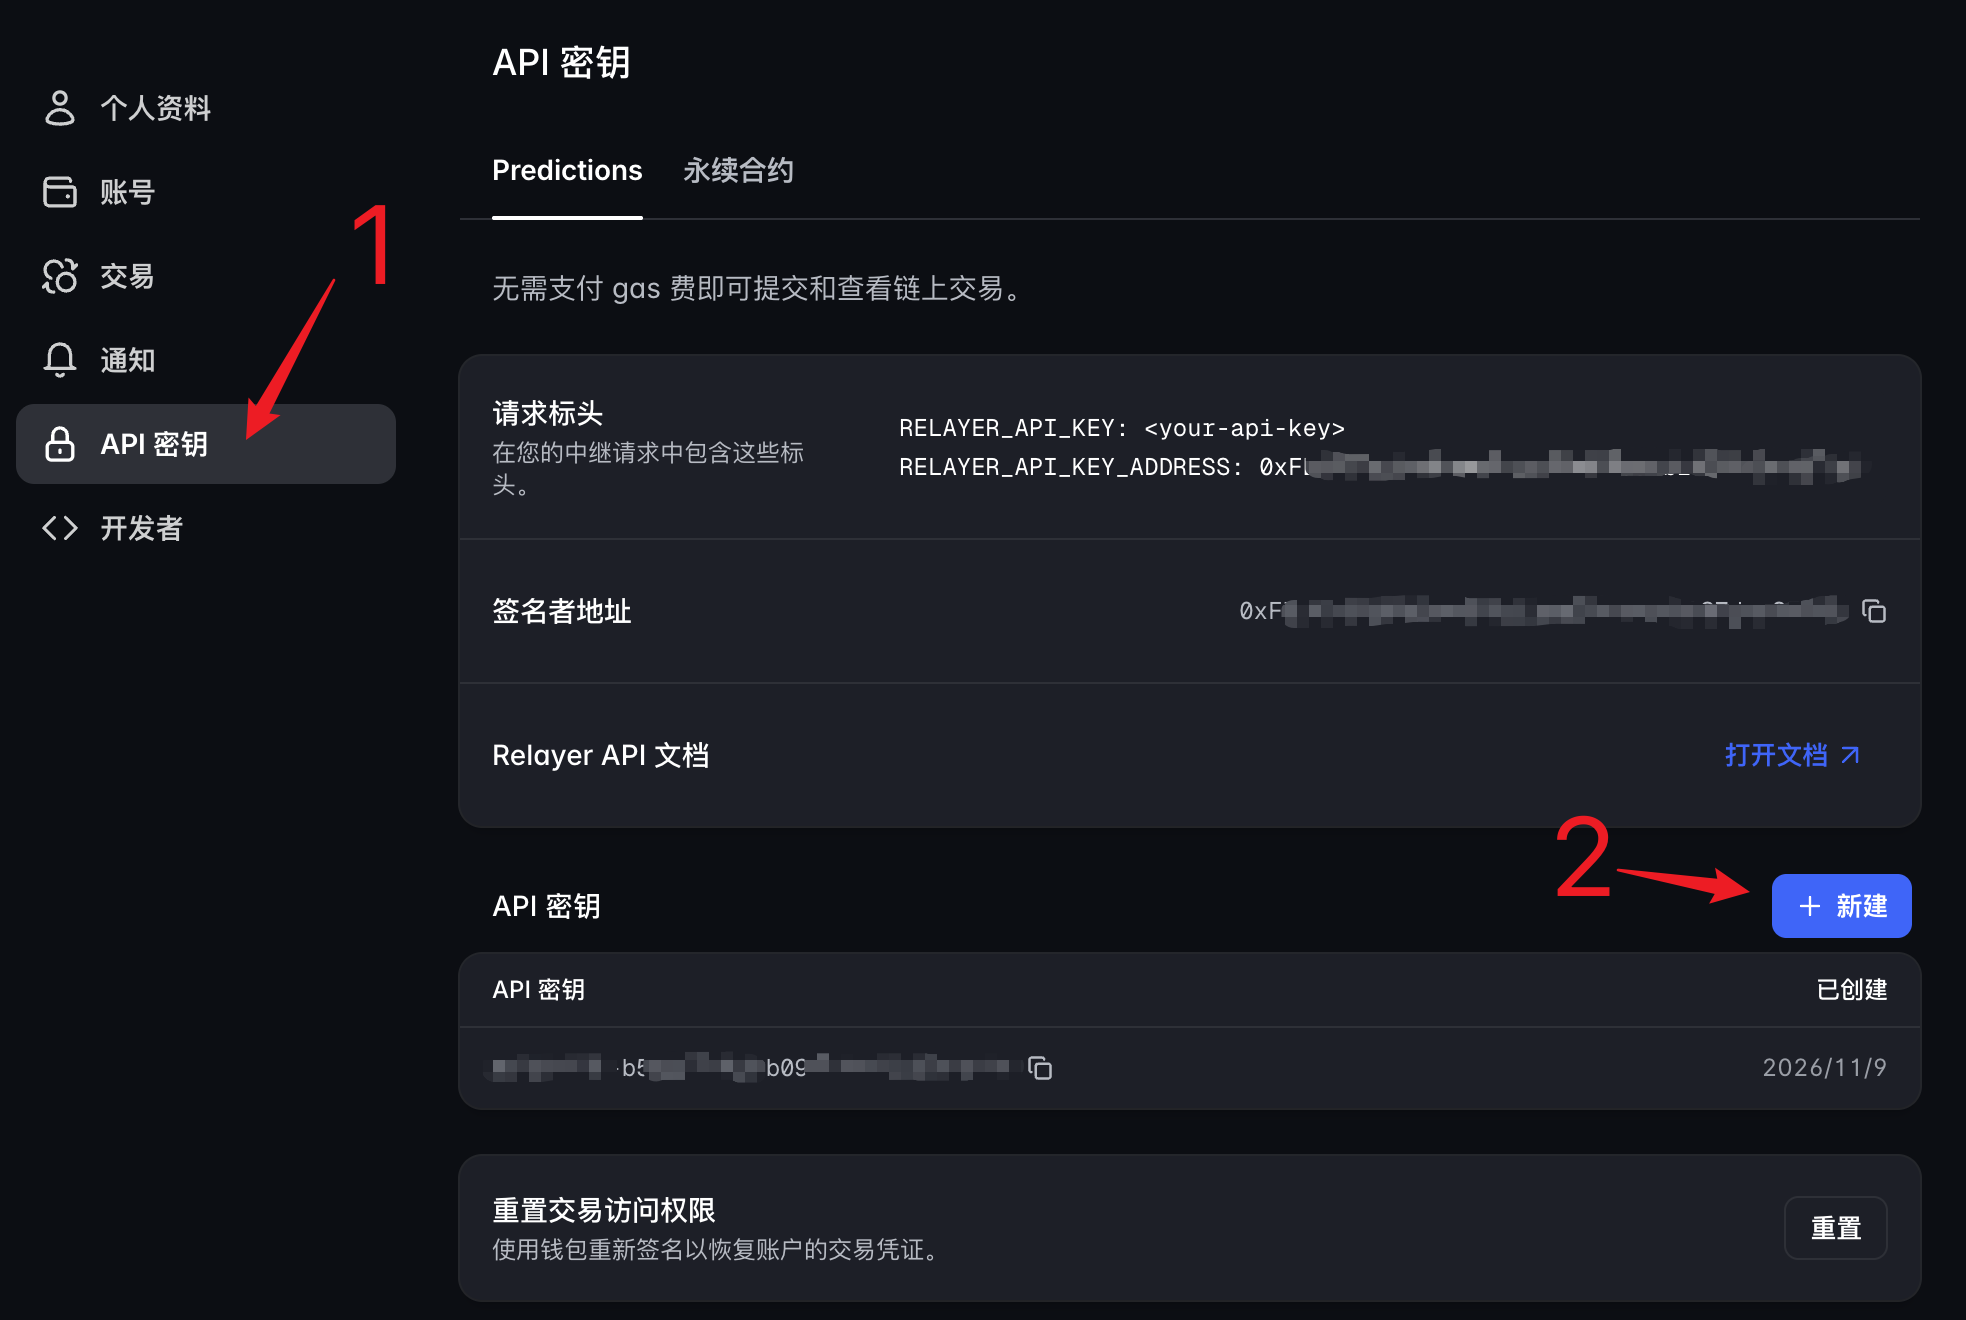 个人资料
账号
交易
通知
API 密钥
开发者
1
API 密钥
Predictions 永续合约
无需支付 gas 费即可提交和查看链上交易。
请求标头
在您的中继请求中包含这些标
头。
RELAYER_API_KEY: <your-api-key>
RELAYER_API_KEY_ADDRESS: 0xF
签名者地址
0xF
Relayer API 文档
打开文档
2
API 密钥
新建
API 密钥 已创建
b09 2026/11/9
重置交易访问权限
使用钱包重新签名以恢复账户的交易凭证。
重置